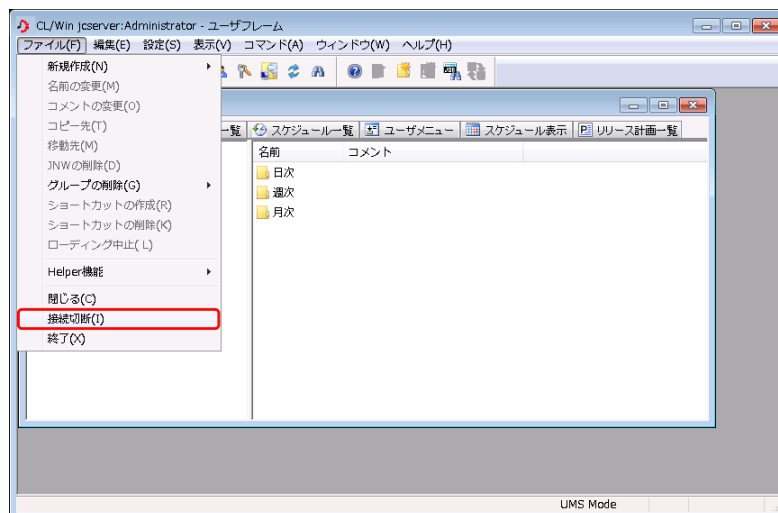 CL/Win jcserver:Administrator - ユーザフレーム
ファイル(F) 編集(E) 設定(S) 表示(V) コマンド(A) ウィンドウ(W) ヘルプ(H)
新規作成(N)
名前の変更(M)
コメントの変更(O)
コピー先(T)
移動先(M)
JNWの削除(D)
グループの削除(G)
ショートカットの作成(R)
ショートカットの削除(K)
ローディング中止( L)
Helper機能
閉じる(C)
接続切断(I)
終了(X)
一覧 スケジュール一覧 ユーザメニュー スケジュール表示 リリース計画一覧
名前 コメント
日次
週次
月次
UMS Mode